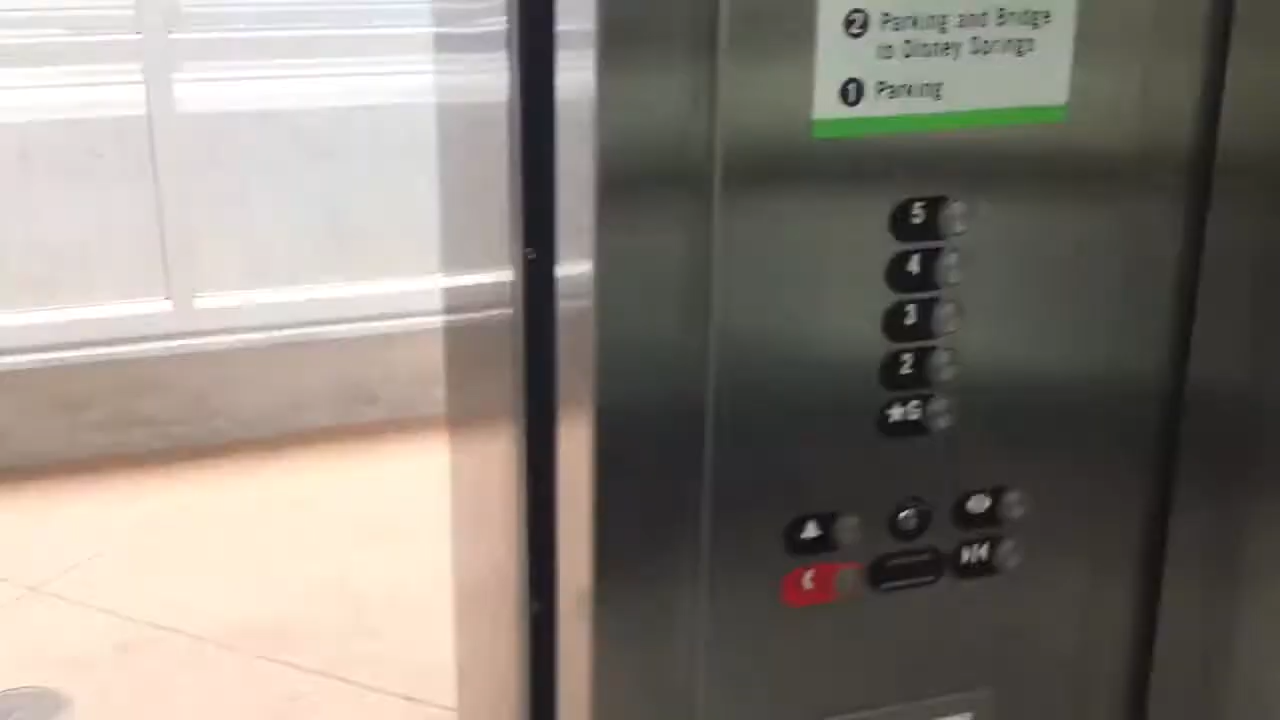 2 Parking and Bridge
to Disney Springs
1 Parking
5
4
3
2
★G